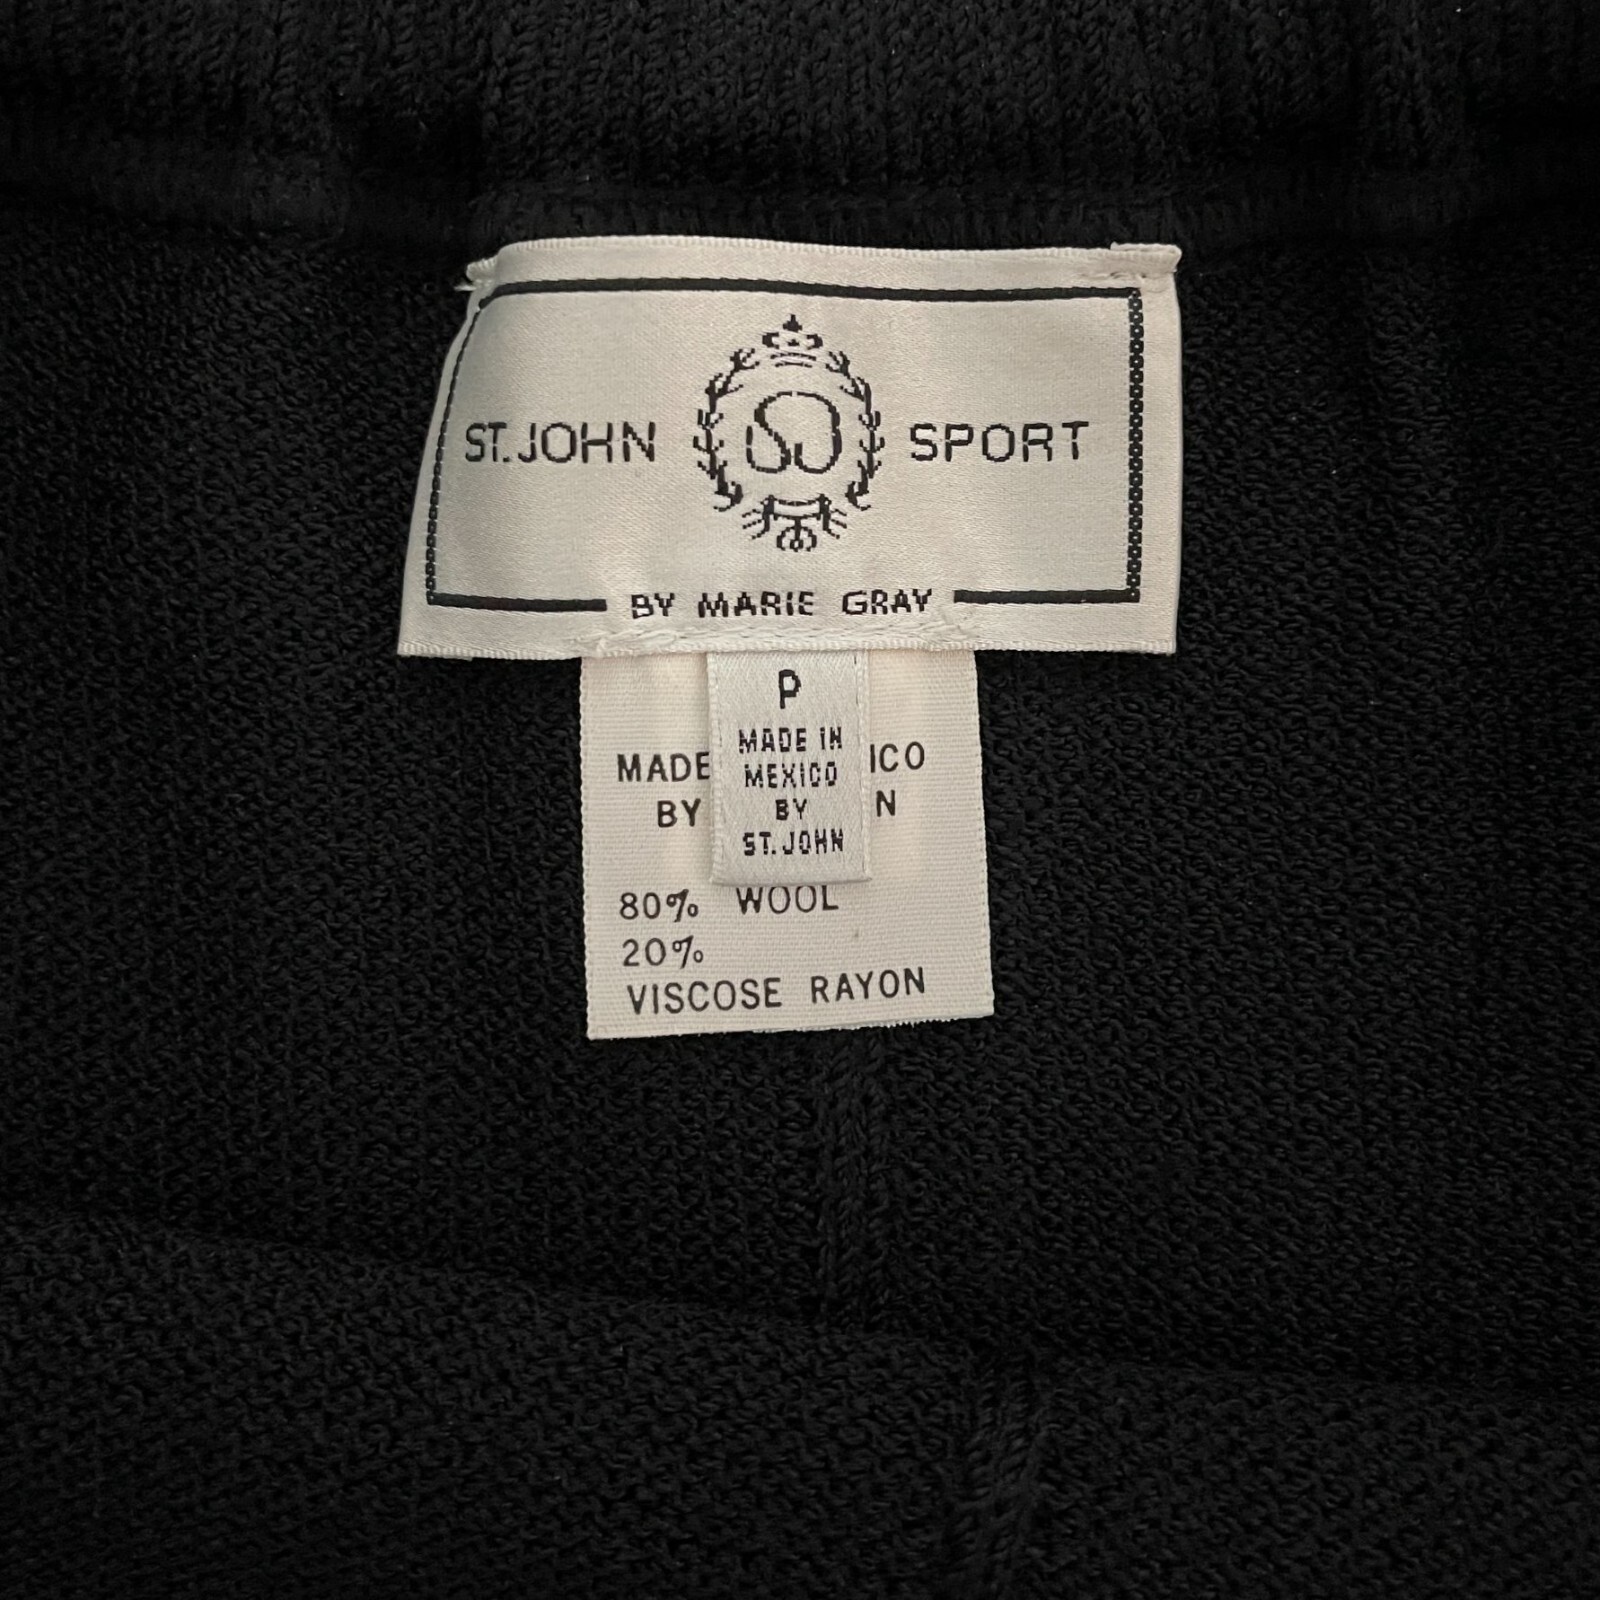 ST. JOHN SJ SPORT
BY MARIE GRAY
P
MADE IN
MEXICO
BY
ST. JOHN
MADE ICO
BY N
80% WOOL
20%
VISCOSE RAYON